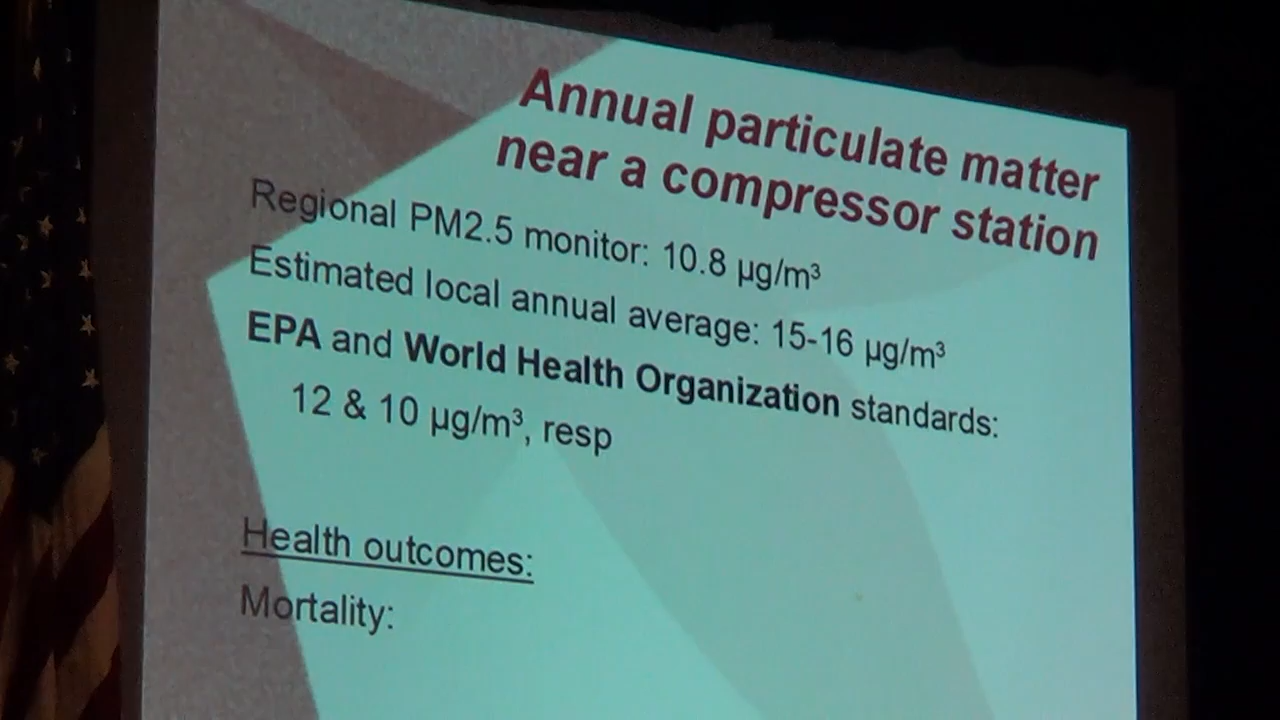 Annual particulate matter
near a compressor station
Regional PM2.5 monitor: 10.8 µg/m³
Estimated local annual average: 15-16 µg/m³
EPA and World Health Organization standards:
12 & 10 µg/m³, resp
Health outcomes:
Mortality: